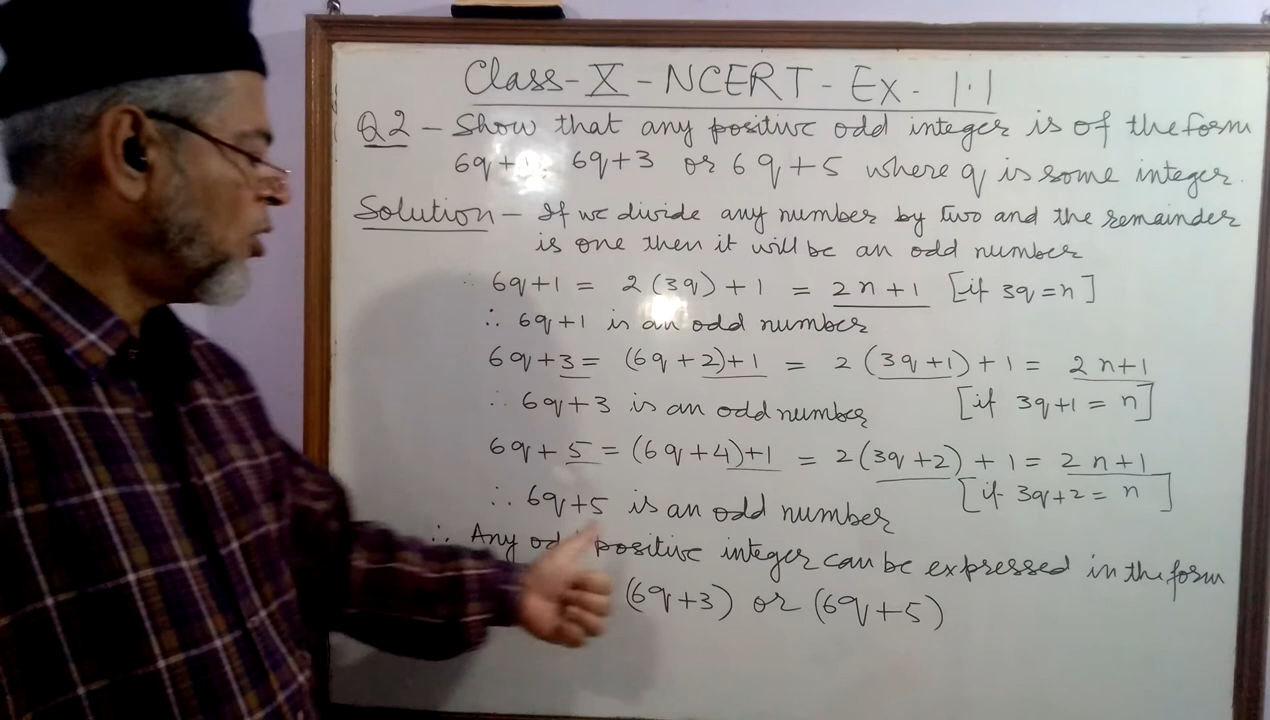 Class-X-NCERT-Ex-1.1
Q2 - Show that any positive odd integer is of the form
6q+1, 6q+3 or 6q+5 where q is some integer.
Solution - If we divide any number by two and the remainder
is one then it will be an odd number
∴ 6q+1 = 2(3q)+1 = 2n+1 [if 3q=n]
∴ 6q+1 is an odd number
6q+3 = (6q+2)+1 = 2(3q+1)+1 = 2n+1
∴ 6q+3 is an odd number [if 3q+1 = n]
6q+5 = (6q+4)+1 = 2(3q+2)+1 = 2n+1
∴ 6q+5 is an odd number [if 3q+2 = n]
∴ Any odd positive integer can be expressed in the form
(6q+3) or (6q+5)